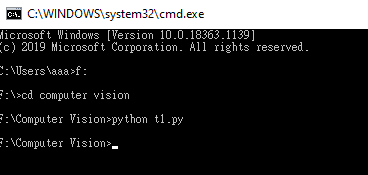 C:\WINDOWS\system32\cmd.exe
Microsoft Windows [Version 10.0.18363.1139]
(c) 2019 Microsoft Corporation. All rights reserved.
C:\Users\aaa>f:
F:\>cd computer vision
F:\Computer Vision>python t1.py
F:\Computer Vision>